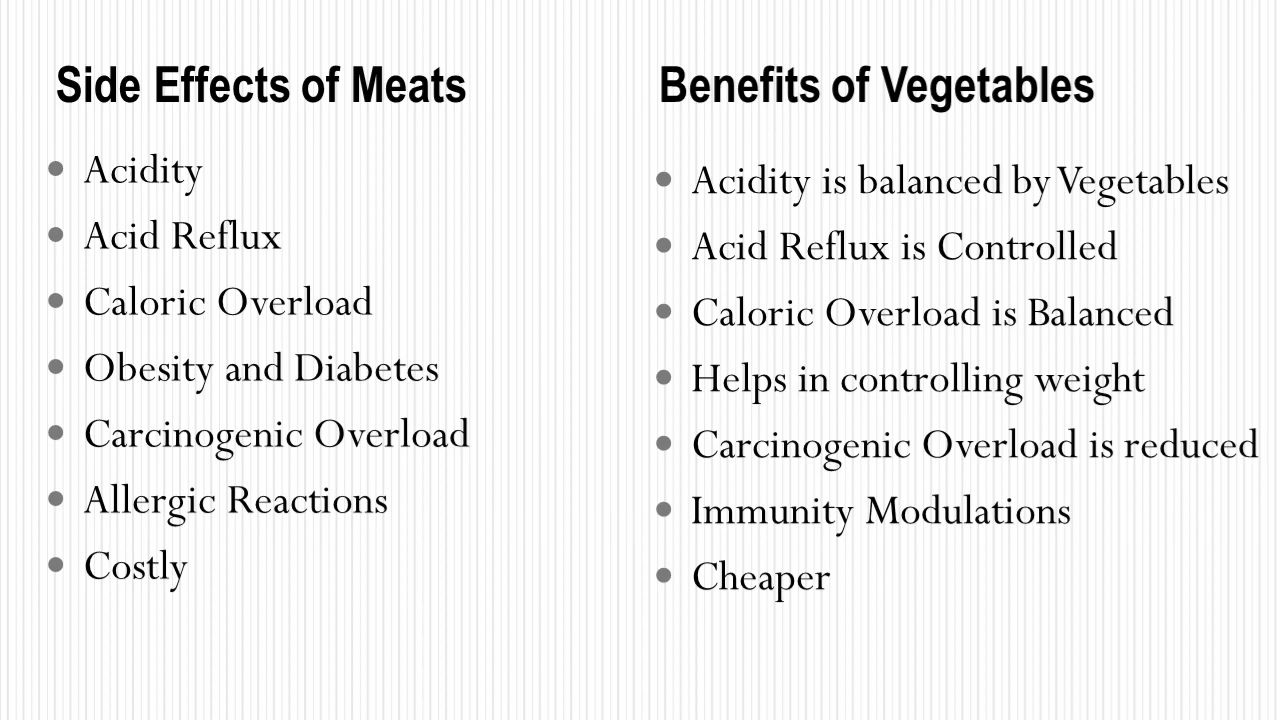 Side Effects of Meats
Acidity
Acid Reflux
Caloric Overload
Obesity and Diabetes
Carcinogenic Overload
Allergic Reactions
Costly
Benefits of Vegetables
Acidity is balanced by Vegetables
Acid Reflux is Controlled
Caloric Overload is Balanced
Helps in controlling weight
Carcinogenic Overload is reduced
Immunity Modulations
Cheaper